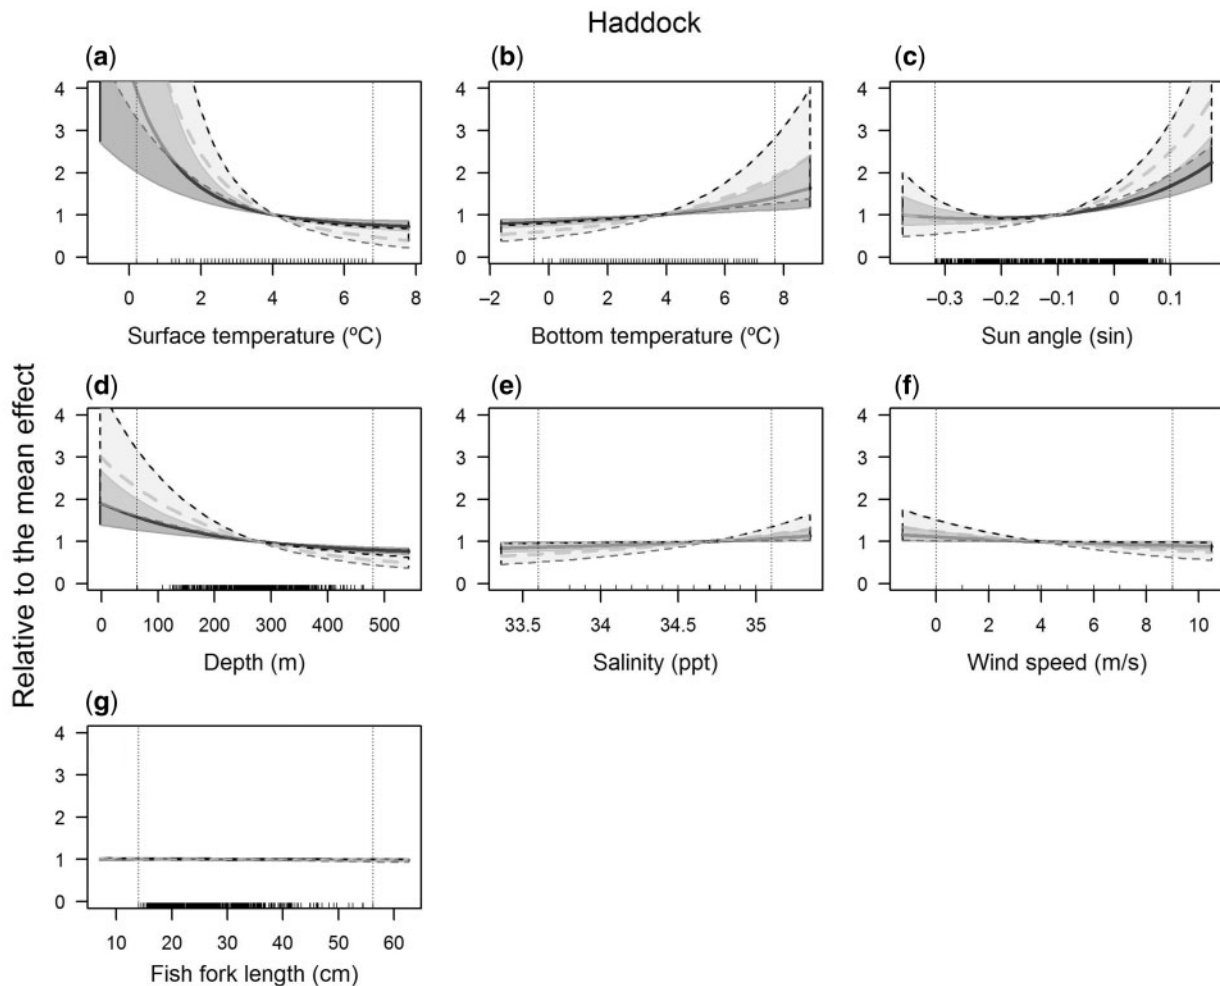 Haddock
(a) (b) (c)
4 4 4
3 3 3
2 2 2
1 1 1
0 0 0
0 2 4 6 8 −2 0 2 4 6 8 −0.3 −0.2 −0.1 0 0.1
Surface temperature (ºC) Bottom temperature (ºC) Sun angle (sin)
Relative to the mean effect
(d) (e) (f)
4 4 4
3 3 3
2 2 2
1 1 1
0 0 0
0 100 200 300 400 500 33.5 34 34.5 35 0 2 4 6 8 10
Depth (m) Salinity (ppt) Wind speed (m/s)
(g)
4
3
2
1
0
10 20 30 40 50 60
Fish fork length (cm)